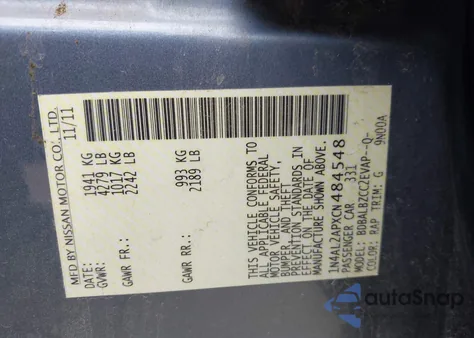 MFD BY NISSAN MOTOR CO., LTD.
11/11
GVWR: 1941 KG
4279 LB
GAWR FR.: 1017 KG
2242 LB
GAWR RR.: 993 KG
2189 LB
THIS VEHICLE CONFORMS TO
ALL APPLICABLE FEDERAL
MOTOR VEHICLE SAFETY,
BUMPER, AND THEFT
PREVENTION STANDARDS IN
EFFECT ON THE DATE OF
MANUFACTURE SHOWN ABOVE.
1N4AL2APXCN484548
PASSENGER CAR 3331
MODEL: BDBALBZCC2EVAP--Q-
COLOR: RAP TRIM: G 9N00A
autoSnap